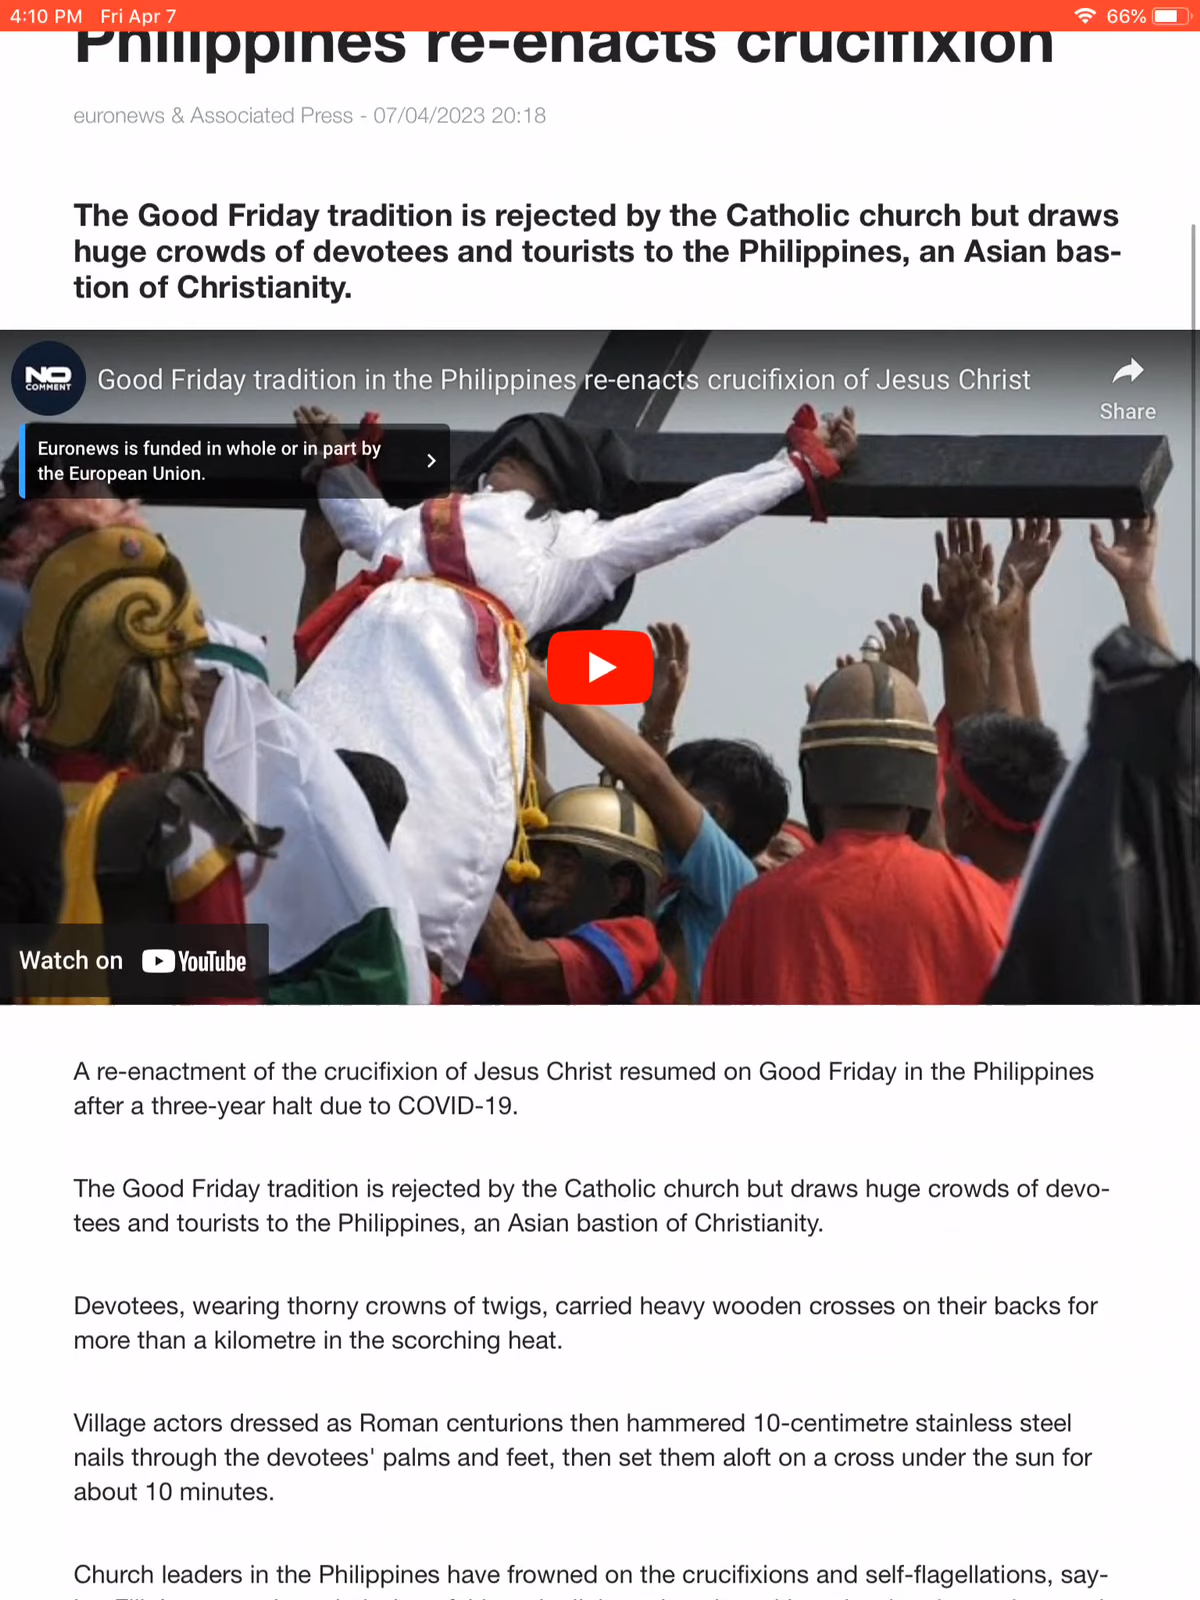 4:10 PM Fri Apr 7
66%
Philippines re-enacts crucifixion
euronews & Associated Press - 07/04/2023 20:18
The Good Friday tradition is rejected by the Catholic church but draws
huge crowds of devotees and tourists to the Philippines, an Asian bas-
tion of Christianity.
NO
COMMENT
Good Friday tradition in the Philippines re-enacts crucifixion of Jesus Christ
Share
Euronews is funded in whole or in part by
the European Union.
Watch on YouTube
A re-enactment of the crucifixion of Jesus Christ resumed on Good Friday in the Philippines
after a three-year halt due to COVID-19.
The Good Friday tradition is rejected by the Catholic church but draws huge crowds of devo-
tees and tourists to the Philippines, an Asian bastion of Christianity.
Devotees, wearing thorny crowns of twigs, carried heavy wooden crosses on their backs for
more than a kilometre in the scorching heat.
Village actors dressed as Roman centurions then hammered 10-centimetre stainless steel
nails through the devotees' palms and feet, then set them aloft on a cross under the sun for
about 10 minutes.
Church leaders in the Philippines have frowned on the crucifixions and self-flagellations, say-